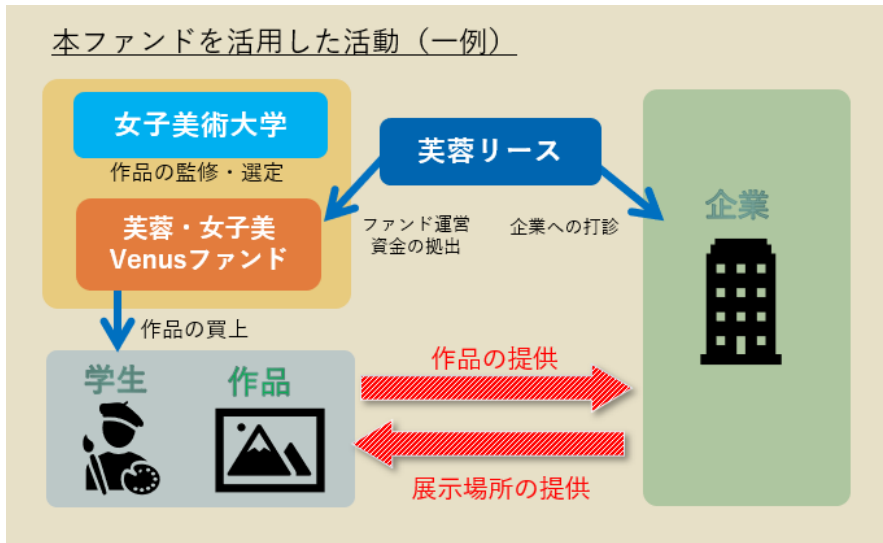 本ファンドを活用した活動（一例）
女子美術大学
作品の監修・選定
芙蓉・女子美
Venusファンド
芙蓉リース
ファンド運営
資金の拠出
企業への打診
企業
作品の買上
学生
作品
作品の提供
展示場所の提供